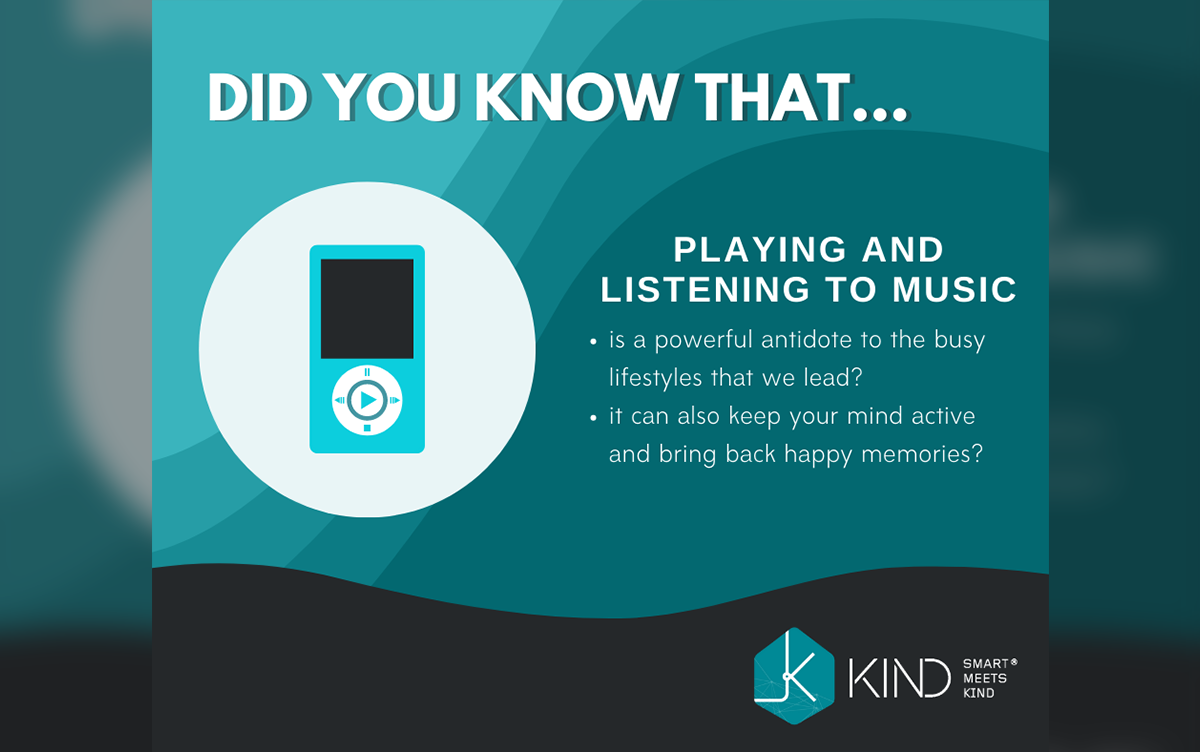 DID YOU KNOW THAT...
PLAYING AND
LISTENING TO MUSIC
• is a powerful antidote to the busy
lifestyles that we lead?
• it can also keep your mind active
and bring back happy memories?
KIND
SMART®
MEETS
KIND